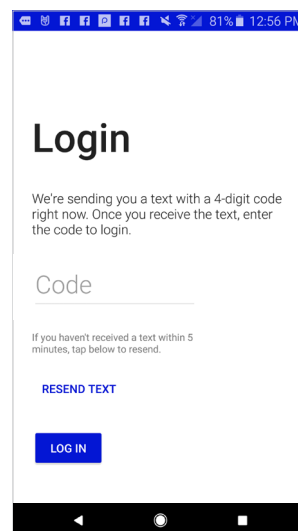 81% 12:56 PM
Login
We're sending you a text with a 4-digit code
right now. Once you receive the text, enter
the code to login.
Code
If you haven't received a text within 5
minutes, tap below to resend.
RESEND TEXT
LOG IN